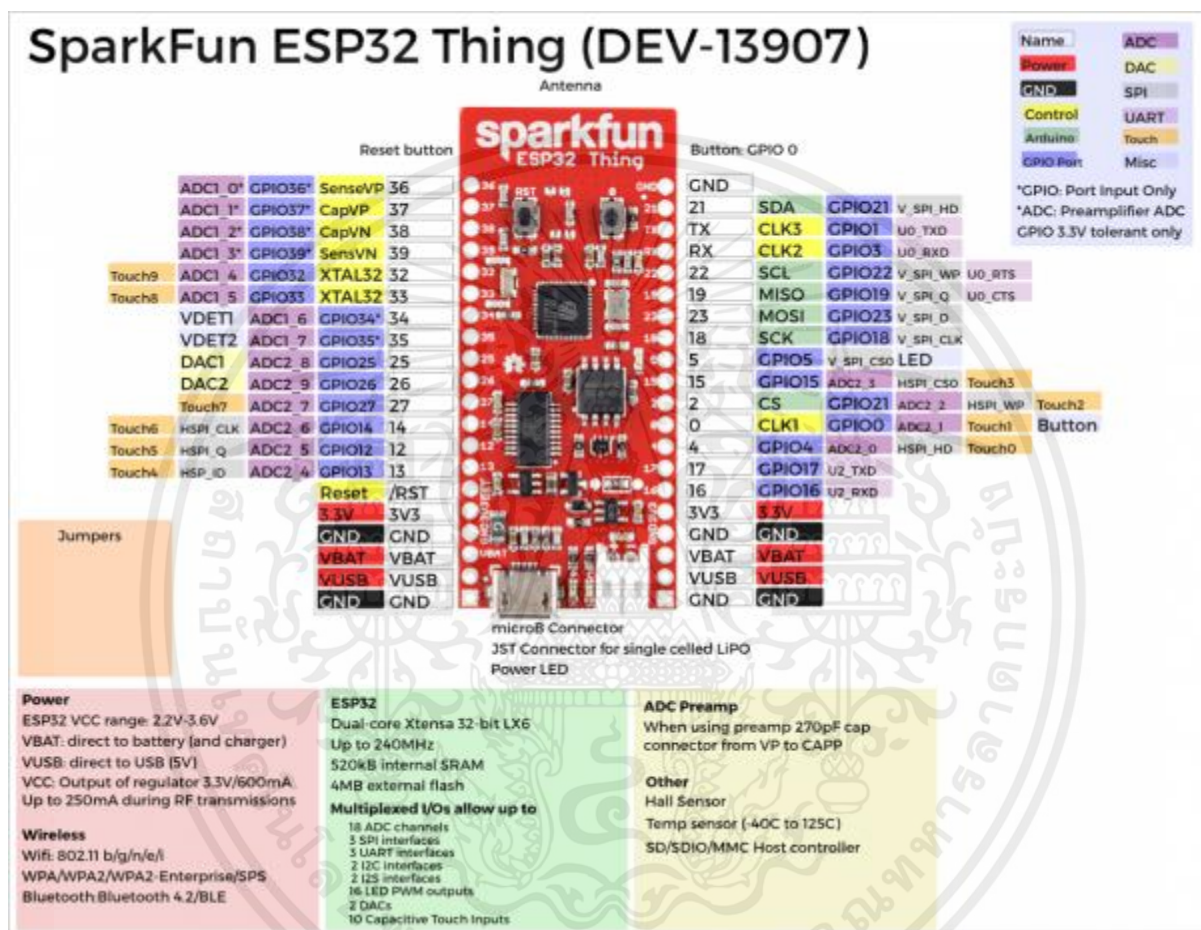 SparkFun ESP32 Thing (DEV-13907)
Name ADC
Power DAC
GND SPI
Control UART
Arduino Touch
GPIO Port Misc
*GPIO: Port Input Only
*ADC: Preamplifier ADC
GPIO 3.3V tolerant only
Antenna
Reset button
Button: GPIO 0
sparkfun
ESP32 Thing
ADC1_0* GPIO36* SenseVP 36
ADC1_1* GPIO37* CapVP 37
ADC1_2* GPIO38* CapVN 38
ADC1_3* GPIO39* SensVN 39
Touch9 ADC1_4 GPIO32 XTAL32 32
Touch8 ADC1_5 GPIO33 XTAL32 33
VDET1 ADC1_6 GPIO34* 34
VDET2 ADC1_7 GPIO35* 35
DAC1 ADC2_8 GPIO25 25
DAC2 ADC2_9 GPIO26 26
Touch7 ADC2_7 GPIO27 27
Touch6 HSPI_CLK ADC2_6 GPIO14 14
Touch5 HSPI_Q ADC2_5 GPIO12 12
Touch4 HSP_ID ADC2_4 GPIO13 13
Reset /RST
3.3V 3V3
GND GND
VBAT VBAT
VUSB VUSB
GND GND
GND
21 SDA GPIO21 V_SPI_HD
TX CLK3 GPIO1 U0_TXD
RX CLK2 GPIO3 U0_RXD
22 SCL GPIO22 V_SPI_WP U0_RTS
19 MISO GPIO19 V_SPI_Q U0_CTS
23 MOSI GPIO23 V_SPI_D
18 SCK GPIO18 V_SPI_CLK
5 GPIO5 V_SPI_CS0 LED
15 GPIO15 ADC2_3 HSPI_CS0 Touch3
2 CS GPIO21 ADC2_2 HSPI_WP Touch2
0 CLK1 GPIO0 ADC2_1 Touch1 Button
4 GPIO4 ADC2_0 HSPI_HD Touch0
17 GPIO17 U2_TXD
16 GPIO16 U2_RXD
3V3 3.3V
GND GND
VBAT VBAT
VUSB VUSB
GND GND
Jumpers
microB Connector
JST Connector for single celled LiPO
Power LED
Power
ESP32 VCC range: 2.2V-3.6V
VBAT: direct to battery (and charger)
VUSB: direct to USB (5V)
VCC: Output of regulator 3.3V/600mA
Up to 250mA during RF transmissions
Wireless
Wifi: 802.11 b/g/n/e/i
WPA/WPA2/WPA2-Enterprise/SPS
Bluetooth:Bluetooth 4.2/BLE
ESP32
Dual-core Xtensa 32-bit LX6
Up to 240MHz
520kB internal SRAM
4MB external flash
Multiplexed I/Os allow up to
18 ADC channels
3 SPI interfaces
3 UART interfaces
2 I2C interfaces
2 I2S interfaces
16 LED PWM outputs
2 DACs
10 Capacitive Touch Inputs
ADC Preamp
When using preamp 270pF cap
connector from VP to CAPP
Other
Hall Sensor
Temp sensor (-40C to 125C)
SD/SDIO/MMC Host controller